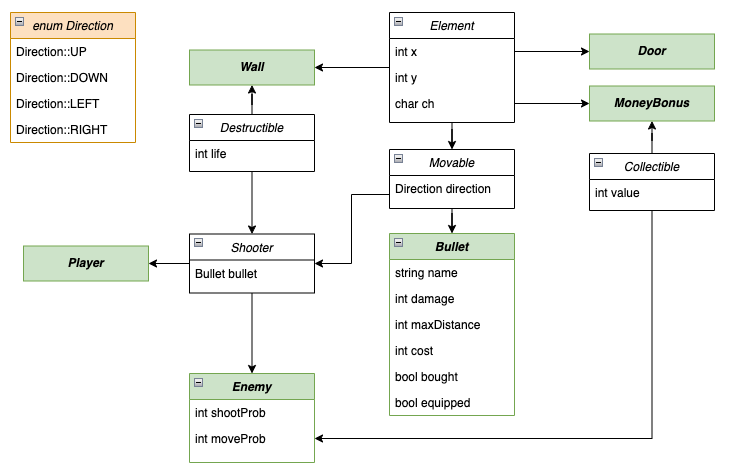 enum Direction
Direction::UP
Direction::DOWN
Direction::LEFT
Direction::RIGHT
Element
int x
int y
char ch
Door
MoneyBonus
Wall
Destructible
int life
Movable
Direction direction
Collectible
int value
Player
Shooter
Bullet bullet
Bullet
string name
int damage
int maxDistance
int cost
bool bought
bool equipped
Enemy
int shootProb
int moveProb